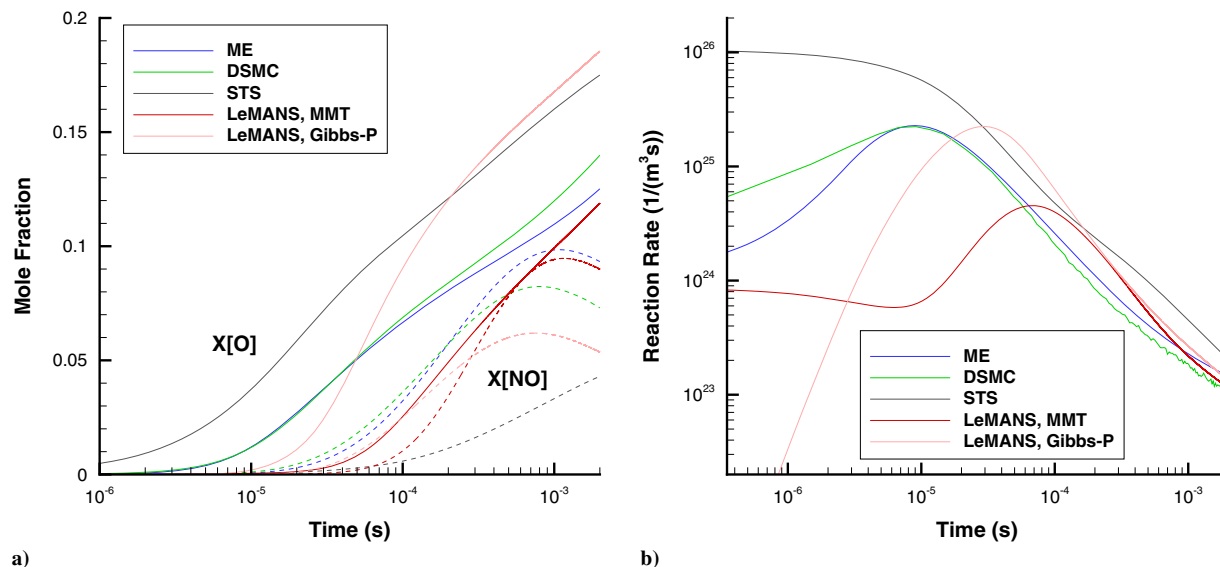 0.2
0.15
0.1
0.05
0
Mole Fraction
ME
DSMC
STS
LeMANS, MMT
LeMANS, Gibbs-P
X[O]
X[NO]
10-6
10-5
10-4
10-3
Time (s)
a)
1026
1025
1024
1023
Reaction Rate (1/(m3s))
ME
DSMC
STS
LeMANS, MMT
LeMANS, Gibbs-P
10-6
10-5
10-4
10-3
Time (s)
b)